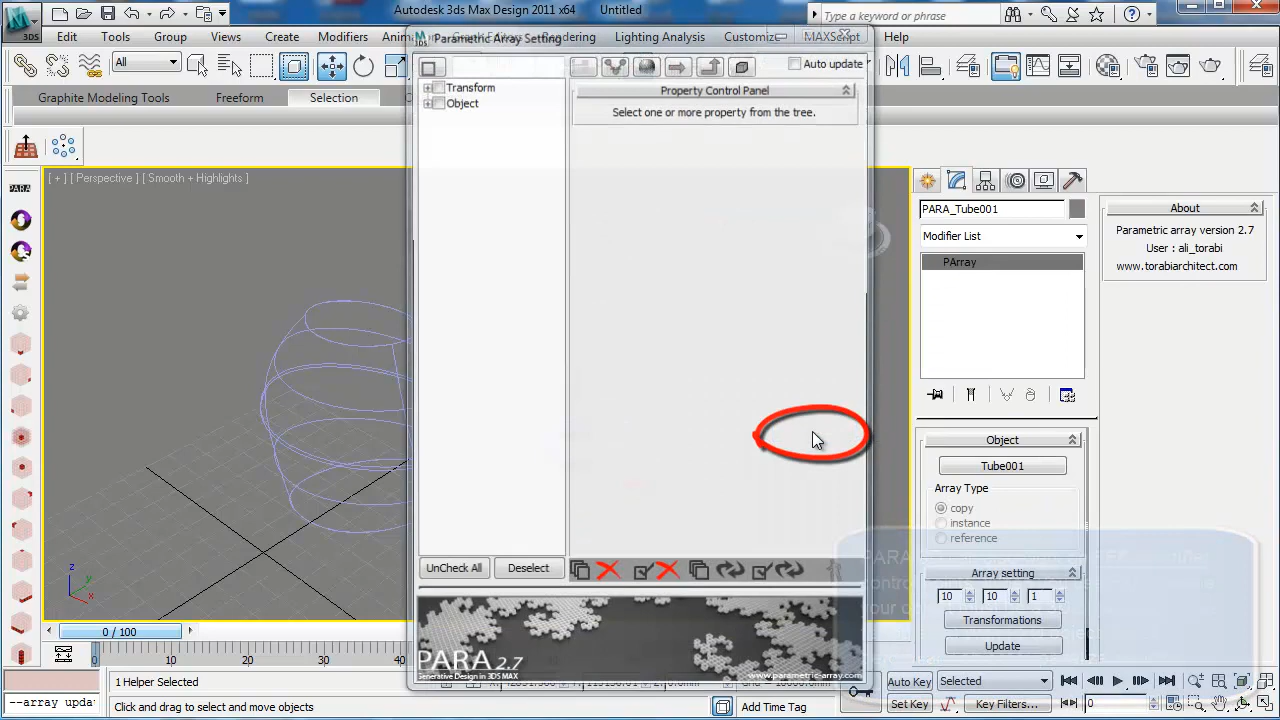 Autodesk 3ds Max Design 2011 x64 Untitled
Type a keyword or phrase
3DS
Edit Tools Group Views Create Modifiers Rendering Lighting Analysis Customize MAXScript Help
Parametric Array Setting
All
Auto update
Graphite Modeling Tools Freeform Selection
Transform
Object
Property Control Panel
Select one or more property from the tree.
[ + ] [ Perspective ] [ Smooth + Highlights ]
PARA
PARA_Tube001
Modifier List
PArray
About
Parametric array version 2.7
User : ali_torabi
www.torabiarchitect.com
Object
Tube001
Array Type
copy
instance
reference
Array setting
10 10 1
Transformations
Update
UnCheck All Deselect
PARA 2.7
Generative Design in 3DS MAX
www.parametric-array.com
z
y
x
0 / 100
0 10 20 30 40
1 Helper Selected
--array upda
Click and drag to select and move objects
Add Time Tag
Auto Key Selected
Set Key Key Filters...
0